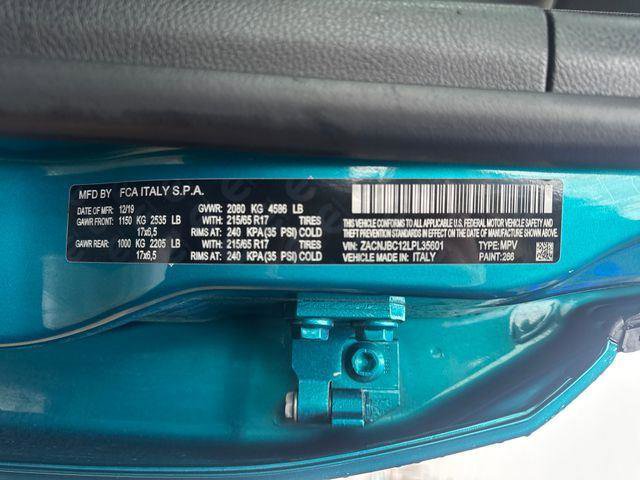 MFD BY FCA ITALY S.P.A.
DATE OF MFR: 12/19 GVWR: 2080 KG 4586 LB
GAWR FRONT: 1150 KG 2535 LB WITH: 215/65 R17 TIRES
17x6,5 RIMS AT: 240 KPA(35 PSI) COLD
GAWR REAR: 1000 KG 2205 LB WITH: 215/65 R17 TIRES
17x6,5 RIMS AT: 240 KPA(35 PSI) COLD
THIS VEHICLE CONFORMS TO ALL APPLICABLE U.S. FEDERAL MOTOR VEHICLE SAFETY
AND THEFT PREVENTION STANDARDS IN EFFECT ON THE DATE OF MANUFACTURE SHOWN ABOVE
VIN: ZACNJBC12LPL35601 TYPE: MPV
VEHICLE MADE IN: ITALY PAINT: 286